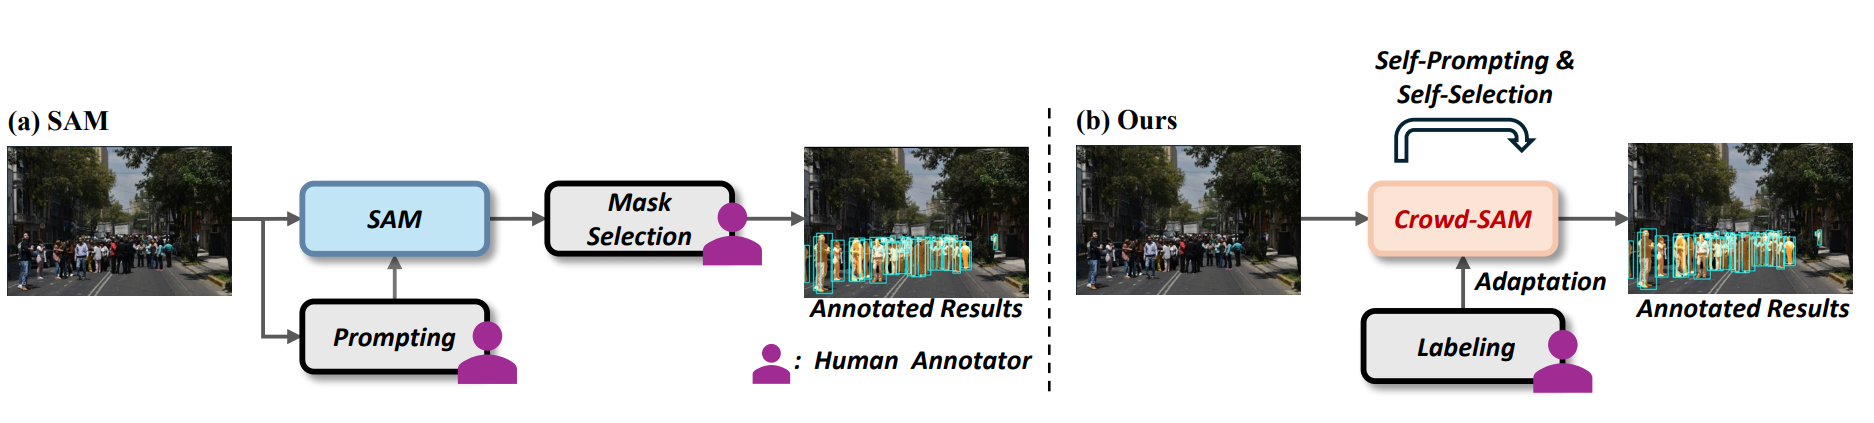 (a) SAM
SAM
Mask
Selection
Prompting
Annotated Results
: Human Annotator
(b) Ours
Self-Prompting &
Self-Selection
Crowd-SAM
Adaptation
Labeling
Annotated Results